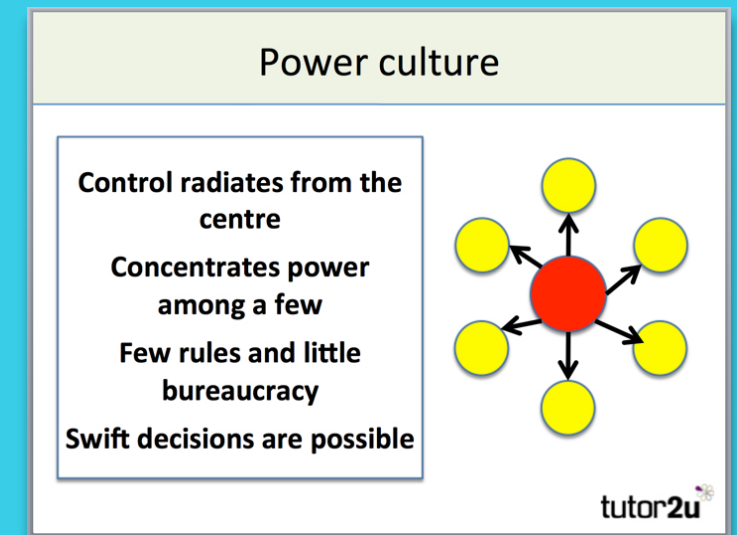 Power culture
Control radiates from the
centre
Concentrates power
among a few
Few rules and little
bureaucracy
Swift decisions are possible
tutor2u